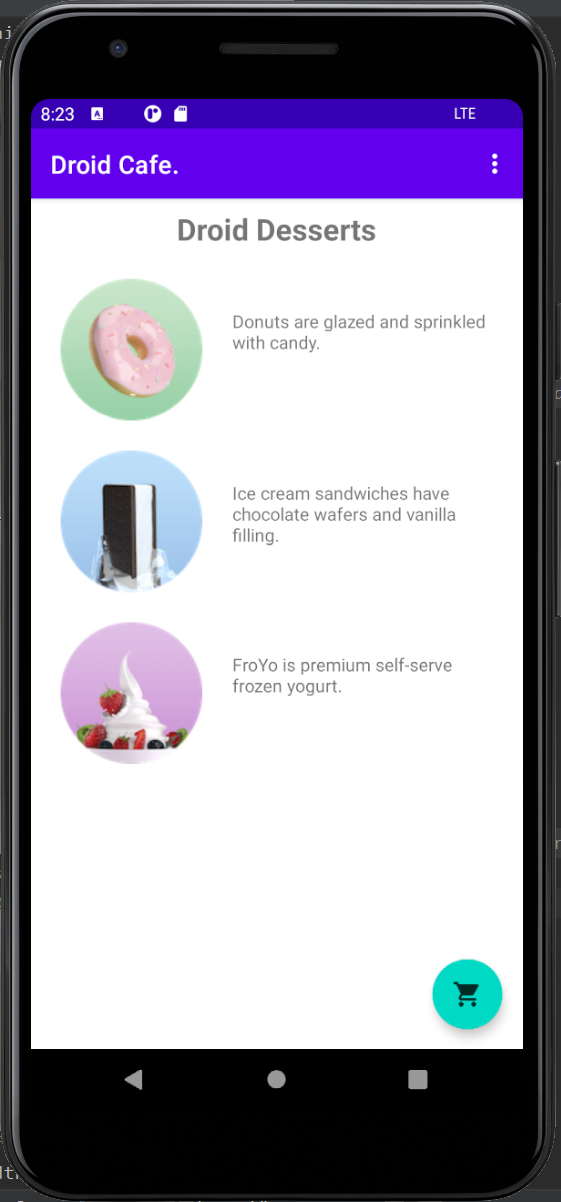 8:23
LTE
Droid Cafe.
Droid Desserts
Donuts are glazed and sprinkled
with candy.
Ice cream sandwiches have
chocolate wafers and vanilla
filling.
FroYo is premium self-serve
frozen yogurt.